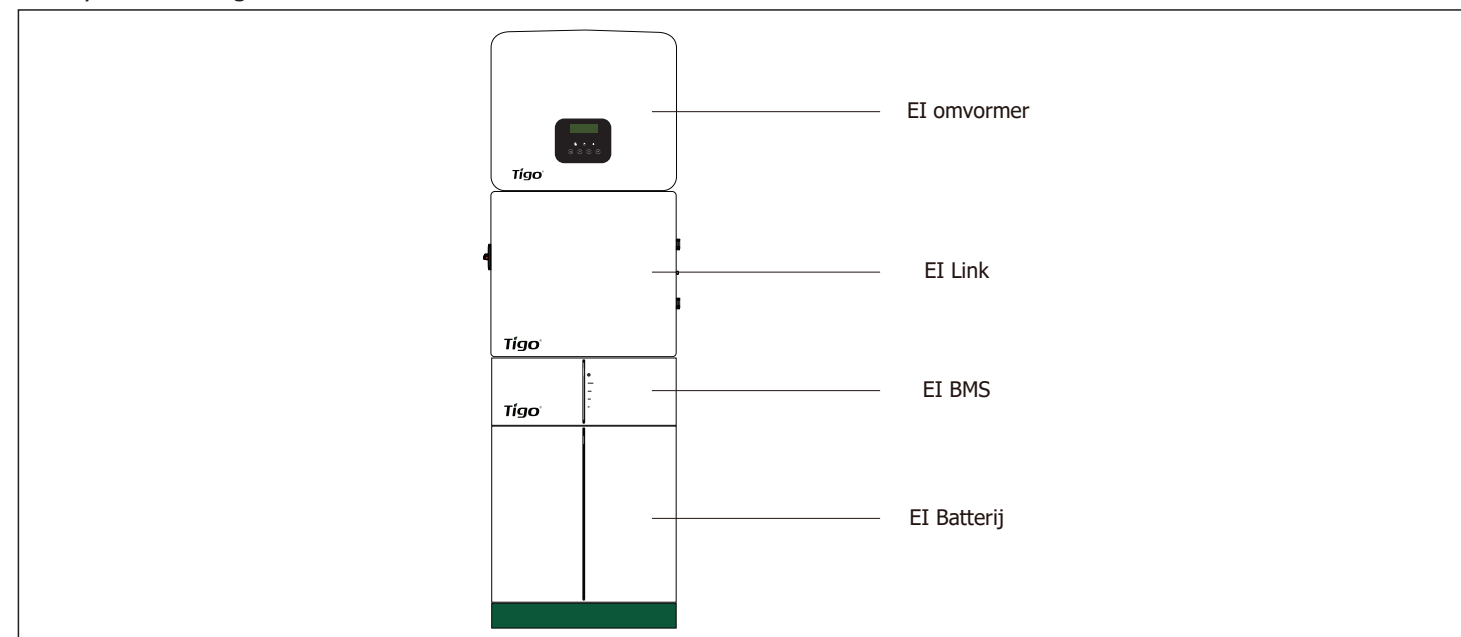 EI omvormer
Tigo
EI Link
Tigo
EI BMS
Tigo
EI Batterij